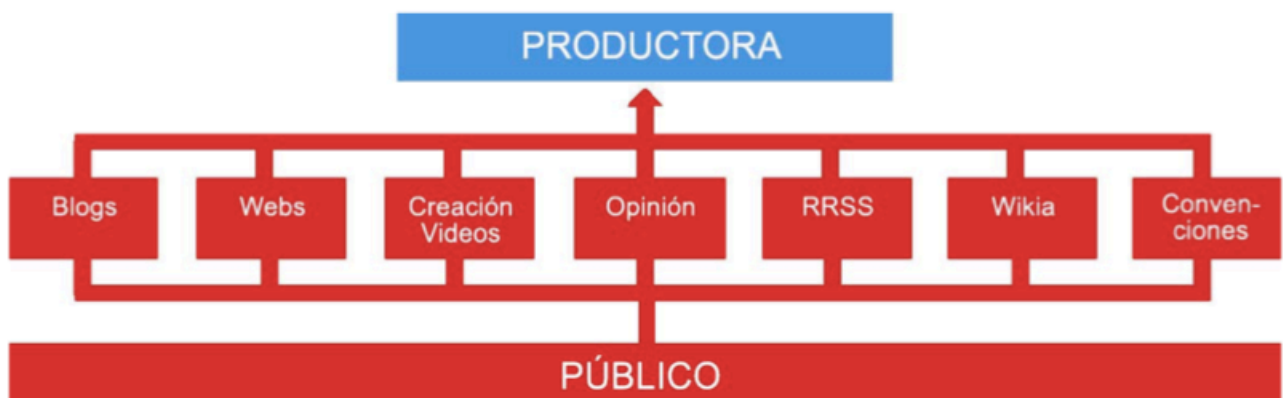 PRODUCTORA
Blogs
Webs
Creación
Videos
Opinión
RRSS
Wikia
Conven-
ciones
PÚBLICO